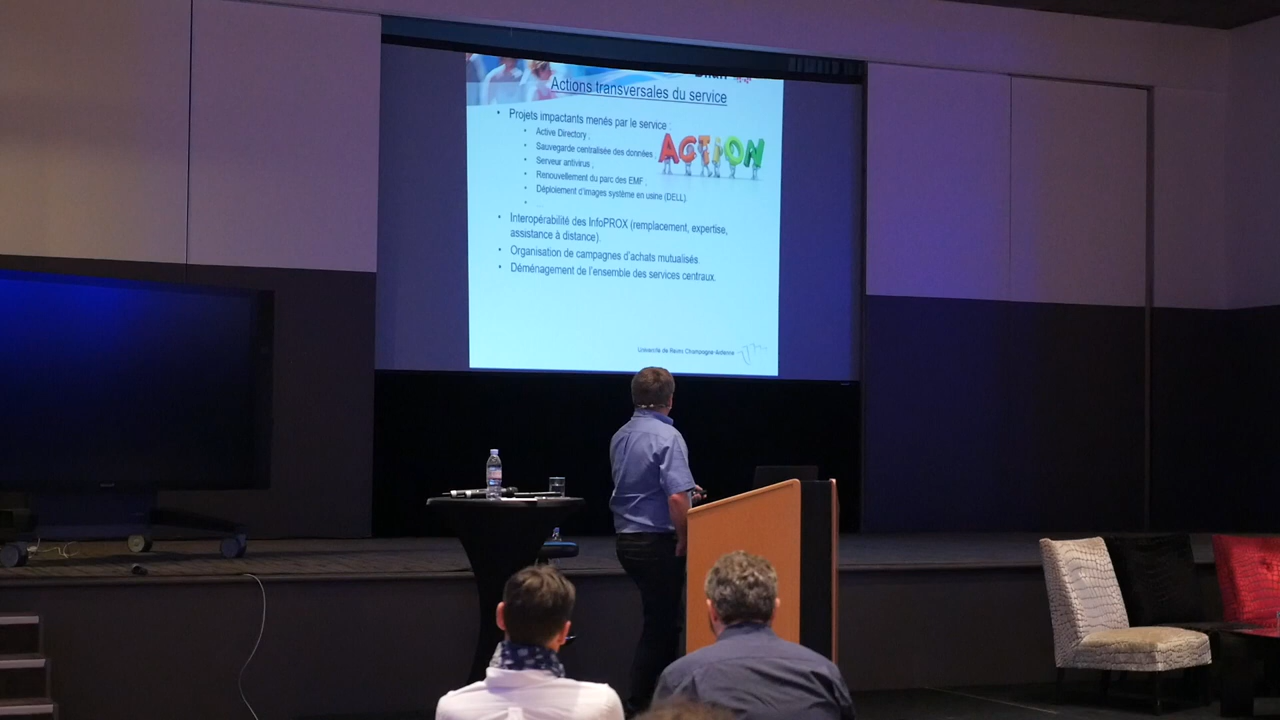 Actions transversales du service
• Projets impactants menés par le service :
• Active Directory ;
• Sauvegarde centralisée des données ;
• Serveur antivirus ;
• Renouvellement du parc des EMF ;
• Déploiement d'images système en usine (DELL).
• ...
ACTION
• Interopérabilité des InfoPROX (remplacement, expertise,
assistance à distance).
• Organisation de campagnes d'achats mutualisés
• Déménagement de l'ensemble des services centraux.
Université de Reims Champagne-Ardenne